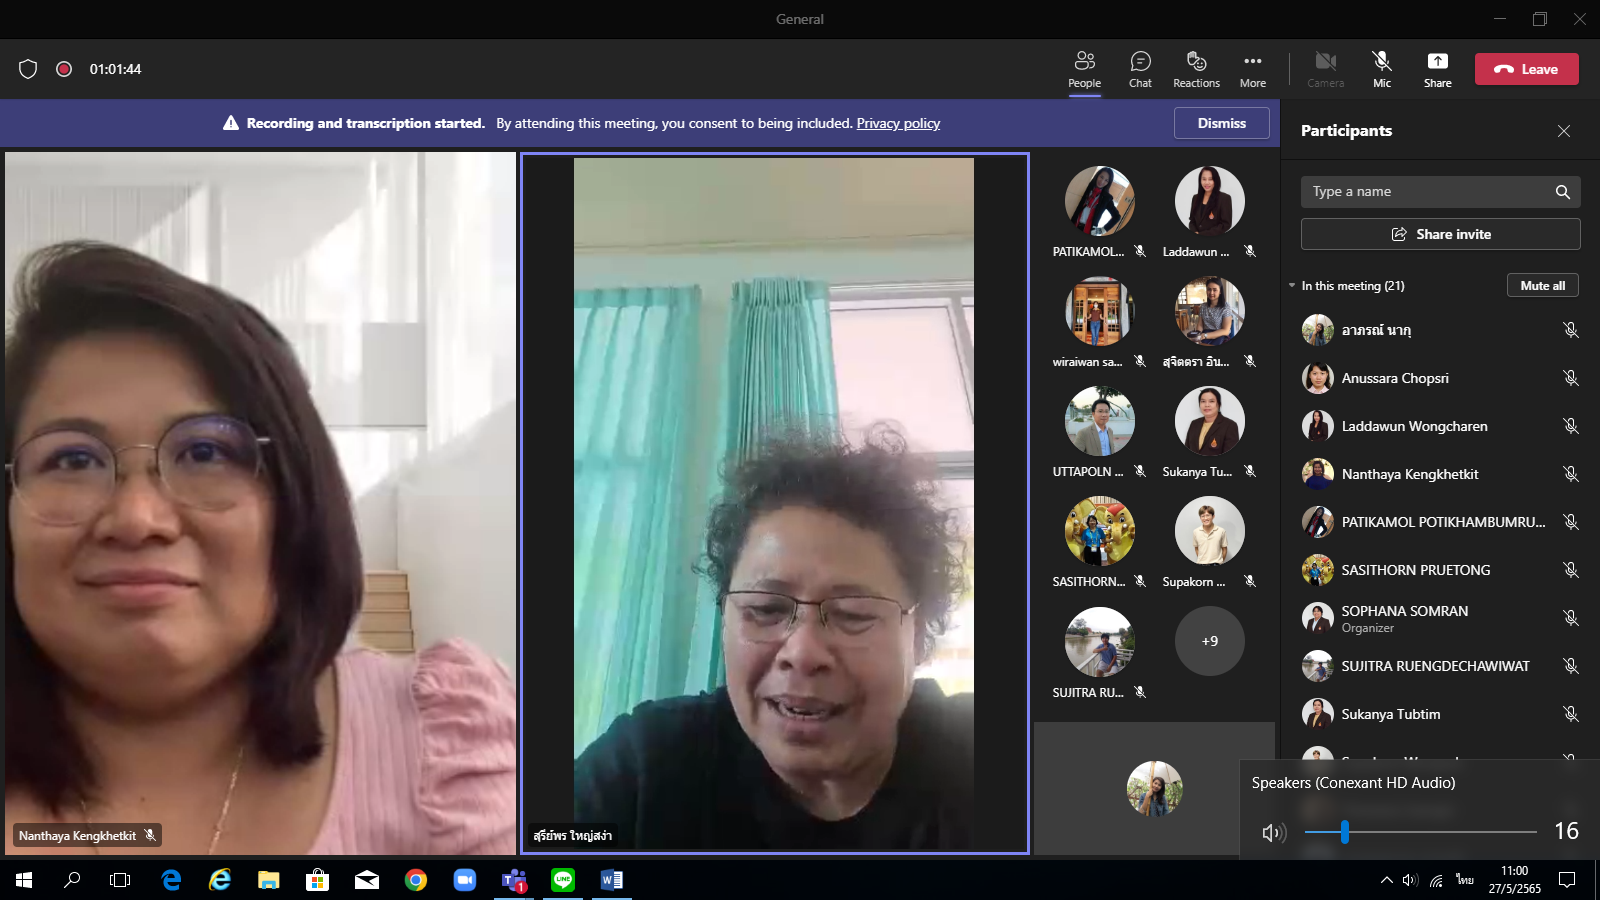 General
01:01:44
People
Chat
Reactions
More
Camera
Mic
Share
Leave
Recording and transcription started. By attending this meeting, you consent to being included. Privacy policy
Dismiss
Participants
Type a name
Share invite
In this meeting (21)
Mute all
อาภรณ์ นากุ
Anussara Chopsri
Laddawun Wongcharen
Nanthaya Kengkhetkit
PATIKAMOL POTIKHAMBUMRU...
SASITHORN PRUETONG
SOPHANA SOMRAN
Organizer
SUJITRA RUENGDECHAWIWAT
Sukanya Tubtim
PATIKAMOL...
Laddawun ...
wiraiwan sa...
สุจิตตรา อิน...
UTTAPOLN ...
Sukanya Tu...
SASITHORN...
Supakorn ...
SUJITRA RU...
+9
Nanthaya Kengkhetkit
สุรีย์พร ใหญ่สง่า
Speakers (Conexant HD Audio)
16
1
LINE
ไทย
11:00
27/5/2565